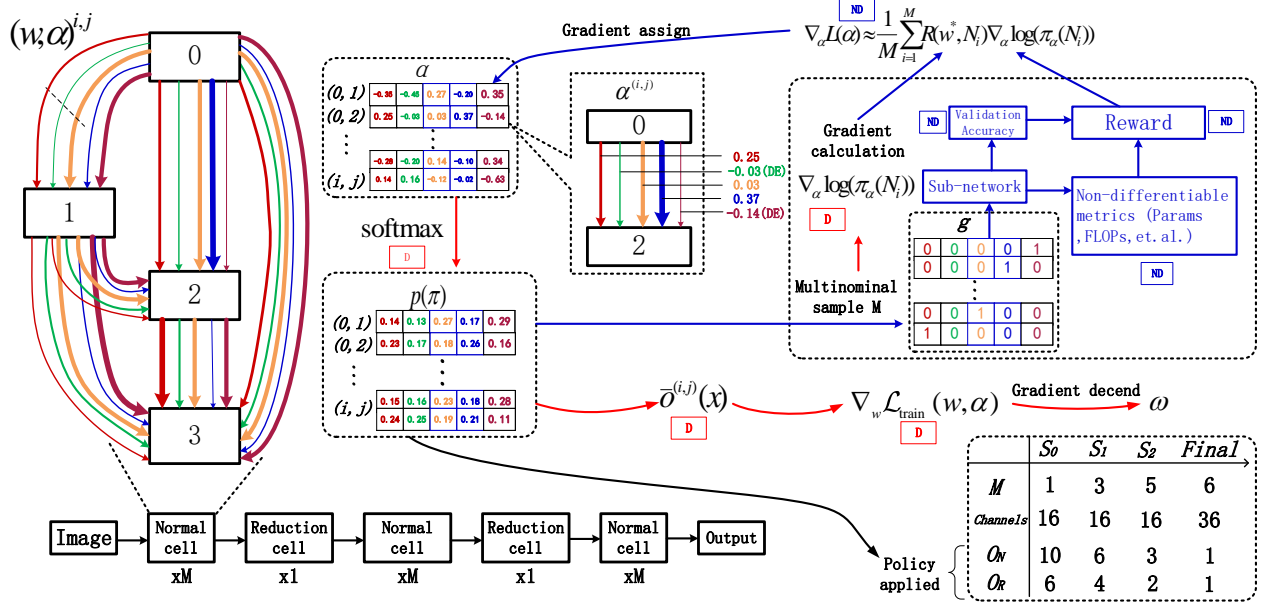 (w,α)^{i,j}
0
1
2
3
Gradient assign
ND
∇_α L(α) ≈ \frac{1}{M} \sum_{i=1}^{M} R(w^*, N_i) ∇_α log(π_α(N_i))
α
(0, 1) -0.36 -0.45 0.27 -0.20 0.35
(0, 2) 0.25 -0.03 0.03 0.37 -0.14
-0.28 -0.20 0.14 -0.10 0.34
(i, j) 0.14 0.16 -0.12 -0.02 -0.63
α^{(i,j)}
0
2
0.25
-0.03(DE)
0.03
0.37
-0.14(DE)
softmax
D
p(π)
(0, 1) 0.14 0.13 0.27 0.17 0.29
(0, 2) 0.23 0.17 0.18 0.26 0.16
(i, j) 0.15 0.16 0.23 0.18 0.28
0.24 0.25 0.19 0.21 0.11
Gradient
calculation
∇_α log(π_α(N_i))
D
Multinominal
sample M
ND
Validation
Accuracy
Reward
ND
Sub-network
Non-differentiable
metrics (Params
,FLOPs,et.al.)
ND
g
0 0 0 0 1
0 0 0 1 0
0 0 1 0 0
1 0 0 0 0
\bar{o}^{(i,j)}(x)
D
∇_w L_{train} (w,α)
D
Gradient decend
ω
S_0 S_1 S_2 Final
M 1 3 5 6
Channels 16 16 16 36
O_N 10 6 3 1
O_R 6 4 2 1
Policy
applied
Image
Normal
cell
xM
Reduction
cell
x1
Normal
cell
xM
Reduction
cell
x1
Normal
cell
xM
Output